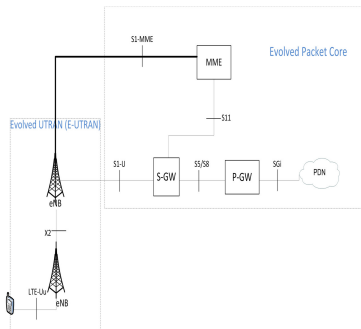 S1-MME
Evolved Packet Core
MME
S11
Evolved UTRAN (E-UTRAN)
S1-U
S5/S8
SGi
S-GW
P-GW
PDN
eNB
X2
LTE-Uu
eNB